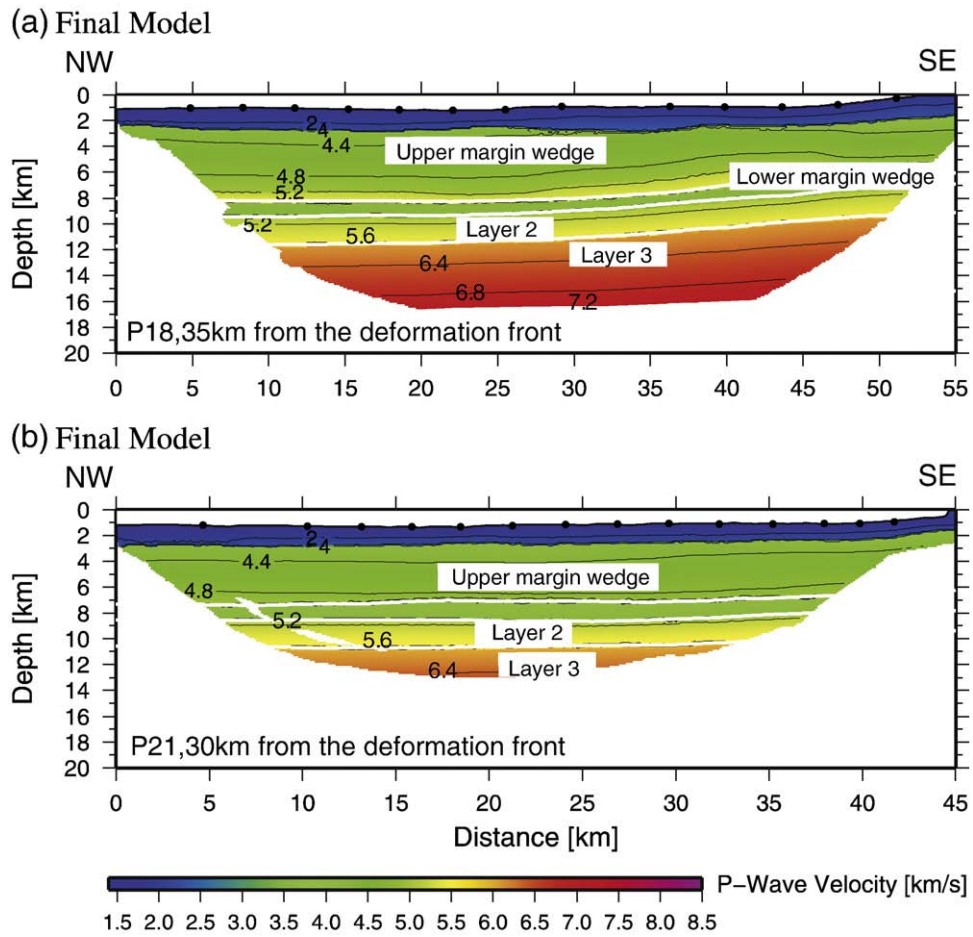 (a) Final Model
NW SE
Depth [km]
0
2
4
6
8
10
12
14
16
18
20
2
4
4.4
Upper margin wedge
4.8
Lower margin wedge
5.2
5.2
5.6
Layer 2
Layer 3
6.4
6.8
7.2
P18,35km from the deformation front
0 5 10 15 20 25 30 35 40 45 50 55
(b) Final Model
NW SE
Depth [km]
0
2
4
6
8
10
12
14
16
18
20
2
4
4.4
Upper margin wedge
4.8
5.2
5.6
Layer 2
Layer 3
6.4
P21,30km from the deformation front
0 5 10 15 20 25 30 35 40 45
Distance [km]
P-Wave Velocity [km/s]
1.5 2.0 2.5 3.0 3.5 4.0 4.5 5.0 5.5 6.0 6.5 7.0 7.5 8.0 8.5